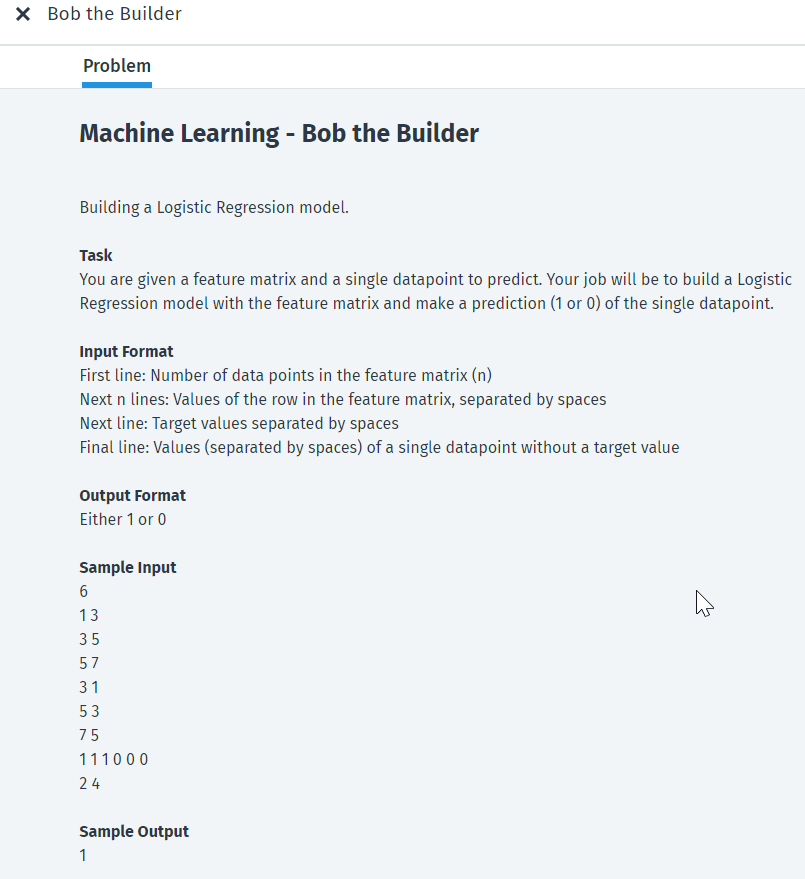 ✕ Bob the Builder
Problem
Machine Learning - Bob the Builder
Building a Logistic Regression model.
Task
You are given a feature matrix and a single datapoint to predict. Your job will be to build a Logistic
Regression model with the feature matrix and make a prediction (1 or 0) of the single datapoint.
Input Format
First line: Number of data points in the feature matrix (n)
Next n lines: Values of the row in the feature matrix, separated by spaces
Next line: Target values separated by spaces
Final line: Values (separated by spaces) of a single datapoint without a target value
Output Format
Either 1 or 0
Sample Input
6
1 3
3 5
5 7
3 1
5 3
7 5
1 1 1 0 0 0
2 4
Sample Output
1